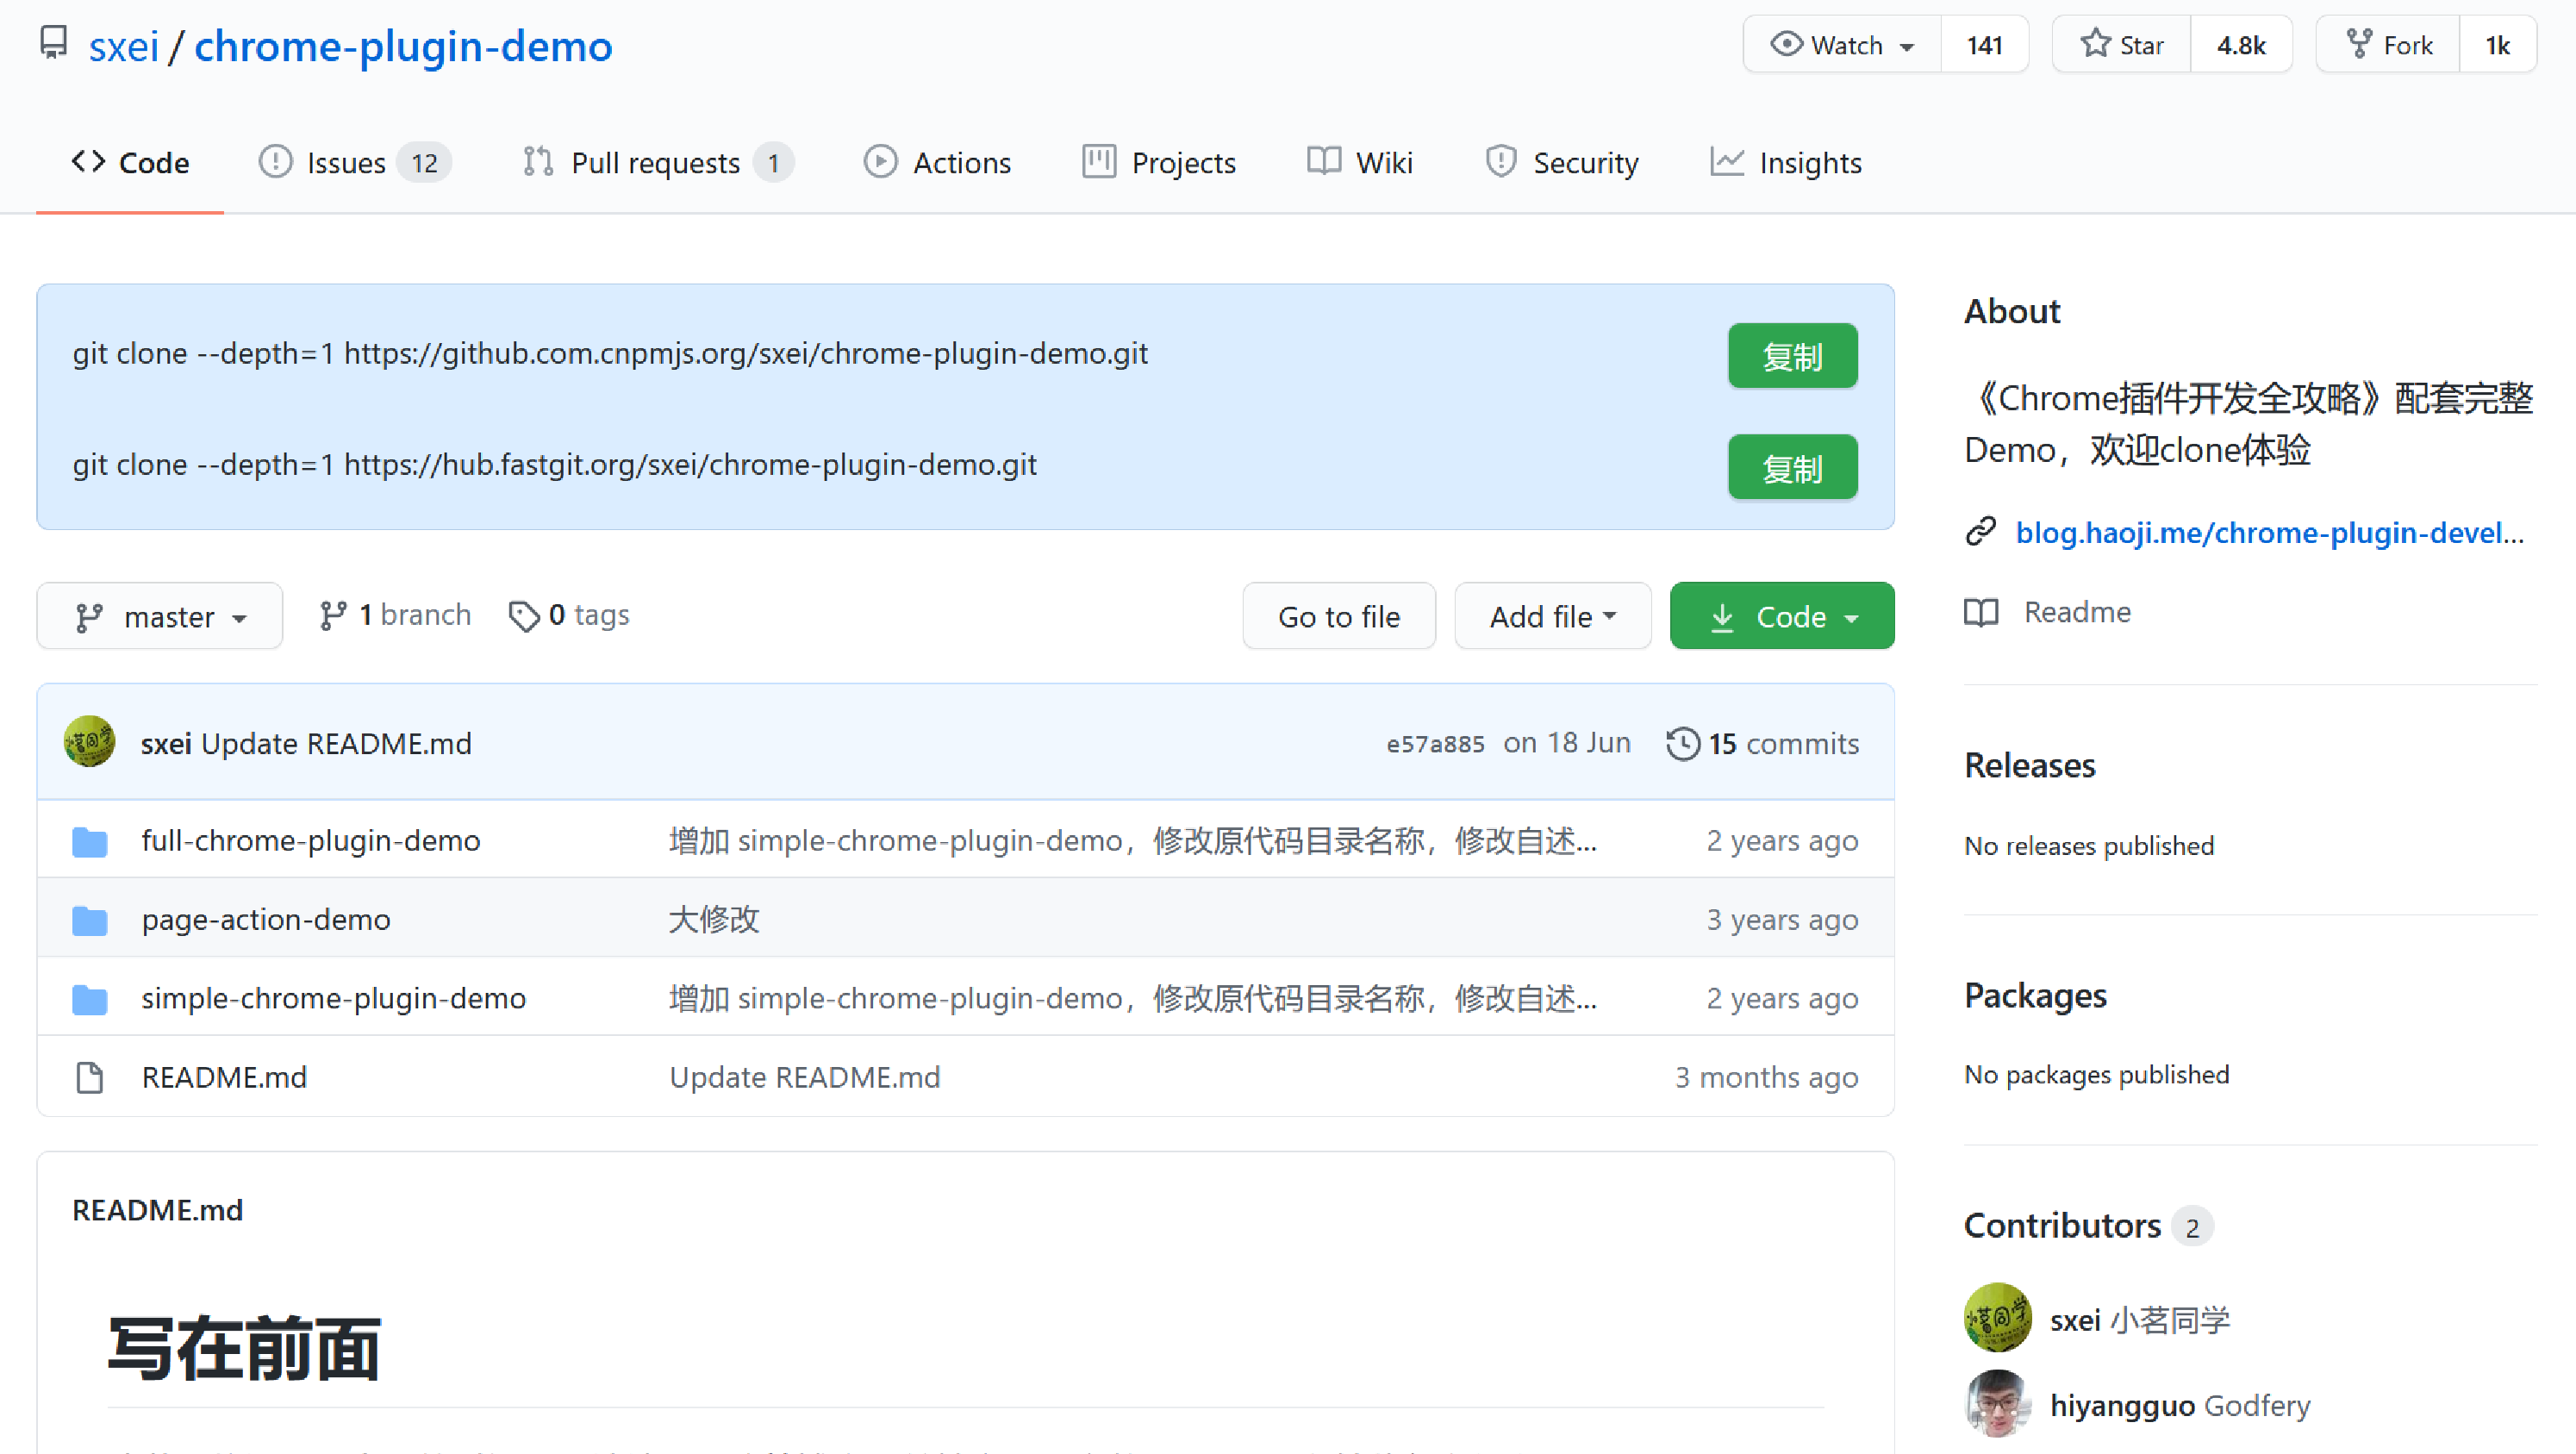 sxei / chrome-plugin-demo
Watch 141 Star 4.8k Fork 1k
Code Issues 12 Pull requests 1 Actions Projects Wiki Security Insights
git clone --depth=1 https://github.com.cnpmjs.org/sxei/chrome-plugin-demo.git 复制
git clone --depth=1 https://hub.fastgit.org/sxei/chrome-plugin-demo.git 复制
master 1 branch 0 tags Go to file Add file Code
sxei Update README.md e57a885 on 18 Jun 15 commits
full-chrome-plugin-demo 增加 simple-chrome-plugin-demo，修改原代码目录名称，修改自述... 2 years ago
page-action-demo 大修改 3 years ago
simple-chrome-plugin-demo 增加 simple-chrome-plugin-demo，修改原代码目录名称，修改自述... 2 years ago
README.md Update README.md 3 months ago
README.md
写在前面
About
《Chrome插件开发全攻略》配套完整
Demo，欢迎clone体验
blog.haoji.me/chrome-plugin-devel...
Readme
Releases
No releases published
Packages
No packages published
Contributors 2
小茗同学
sxei 小茗同学
hiyangguo Godfery